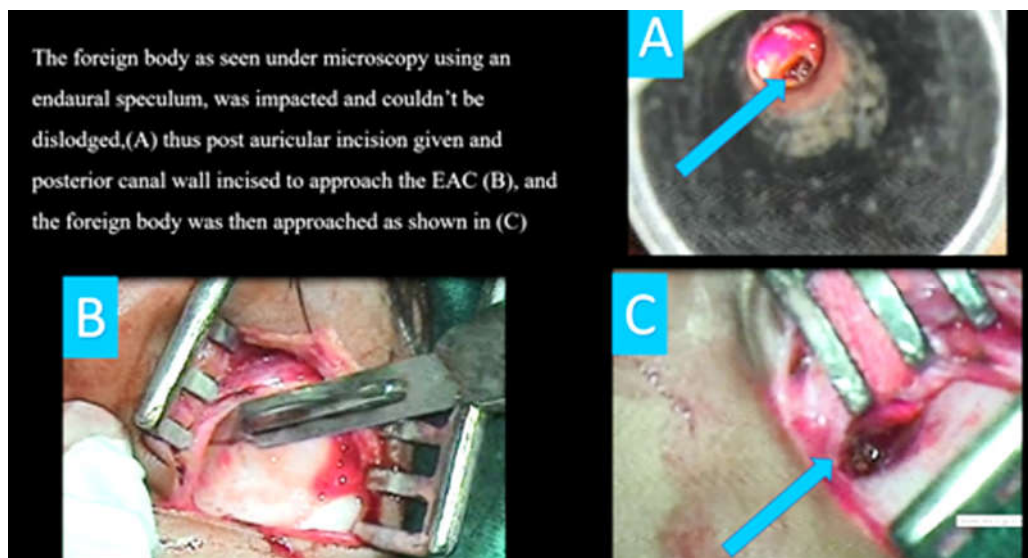 The foreign body as seen under microscopy using an
endaural speculum, was impacted and couldn't be
dislodged,(A) thus post auricular incision given and
posterior canal wall incised to approach the EAC (B), and
the foreign body was then approached as shown in (C)
A
B
C